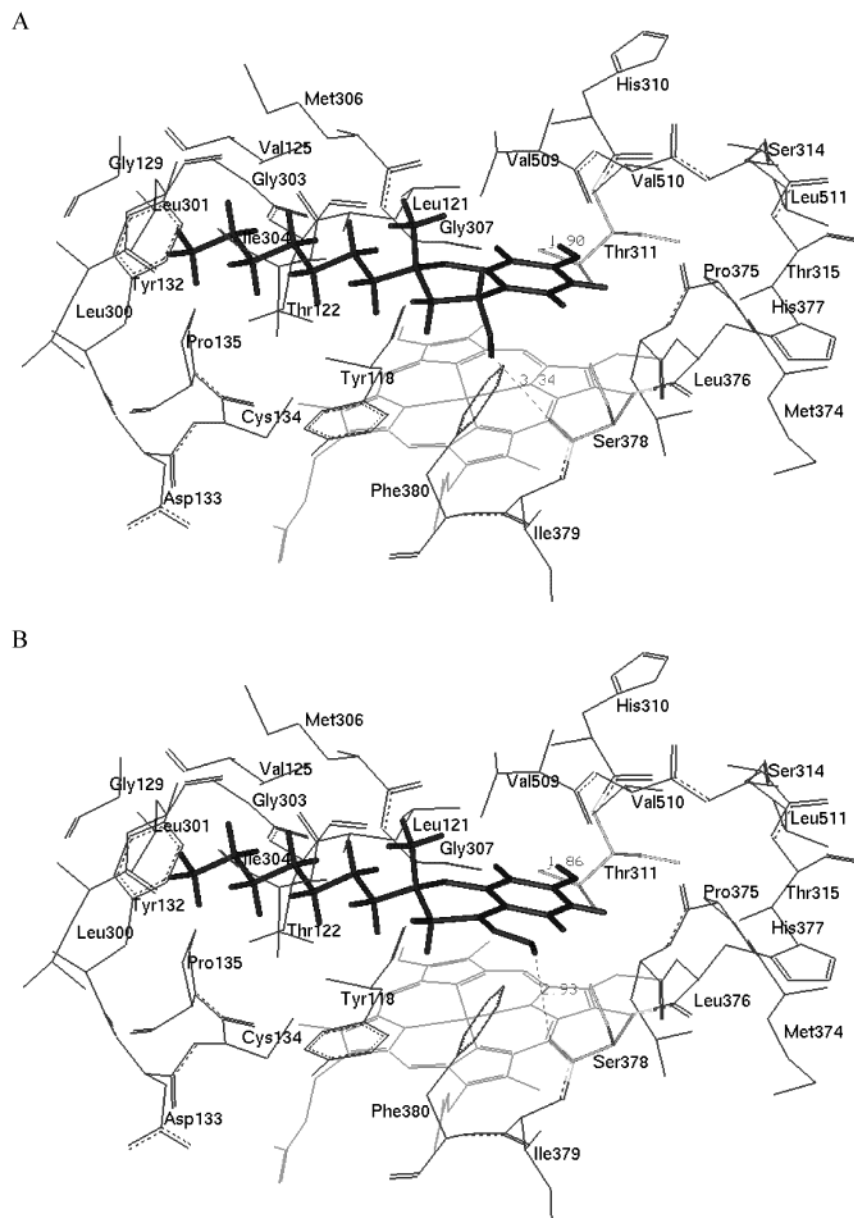 A
His310
Met306
Val125
Val509
Ser314
Gly129
Val510
Leu301
Gly303
Leu121
Leu511
Gly307
Ile304
1.90
Thr311
Tyr132
Pro375
Thr315
Leu300
Thr122
His377
Pro135
Tyr118
3.34
Leu376
Cys134
Ser378
Met374
Phe380
Asp133
Ile379
B
His310
Met306
Val125
Val509
Ser314
Gly129
Val510
Gly303
Leu511
Leu301
Leu121
Gly307
Ile304
1.86
Thr311
Tyr132
Pro375
Thr315
Leu300
Thr122
His377
Pro135
Tyr118
2.93
Leu376
Cys134
Ser378
Met374
Phe380
Asp133
Ile379